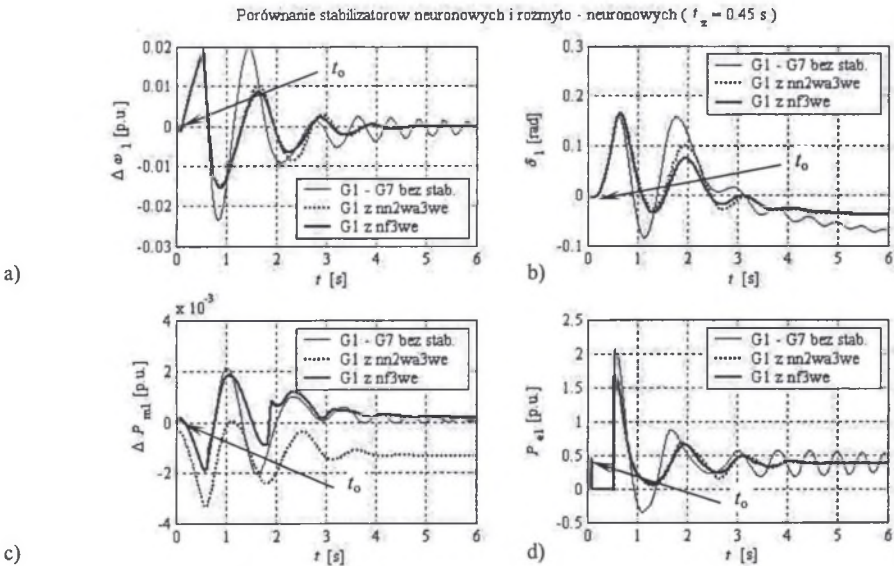 Porównanie stabilizatorow neuronowych i rozmyto - neuronowych ( t_z = 0.45 s )
a)
Δ ω_1 [p.u.]
0.02
0.01
0
-0.01
-0.02
-0.03
t_o
G1 - G7 bez stab.
G1 z nn2wa3we
G1 z nf3we
0 1 2 3 4 5 6
t [s]
b)
δ_1 [rad]
0.3
0.2
0.1
0
-0.1
G1 - G7 bez stab.
G1 z nn2wa3we
G1 z nf3we
t_o
0 1 2 3 4 5 6
t [s]
c)
Δ P_m1 [p.u.]
x 10^-3
4
2
0
-2
-4
G1 - G7 bez stab.
G1 z nn2wa3we
G1 z nf3we
t_o
0 1 2 3 4 5 6
t [s]
d)
P_e1 [p.u.]
2.5
2
1.5
1
0.5
0
-0.5
G1 - G7 bez stab.
G1 z nn2wa3we
G1 z nf3we
t_o
0 1 2 3 4 5 6
t [s]